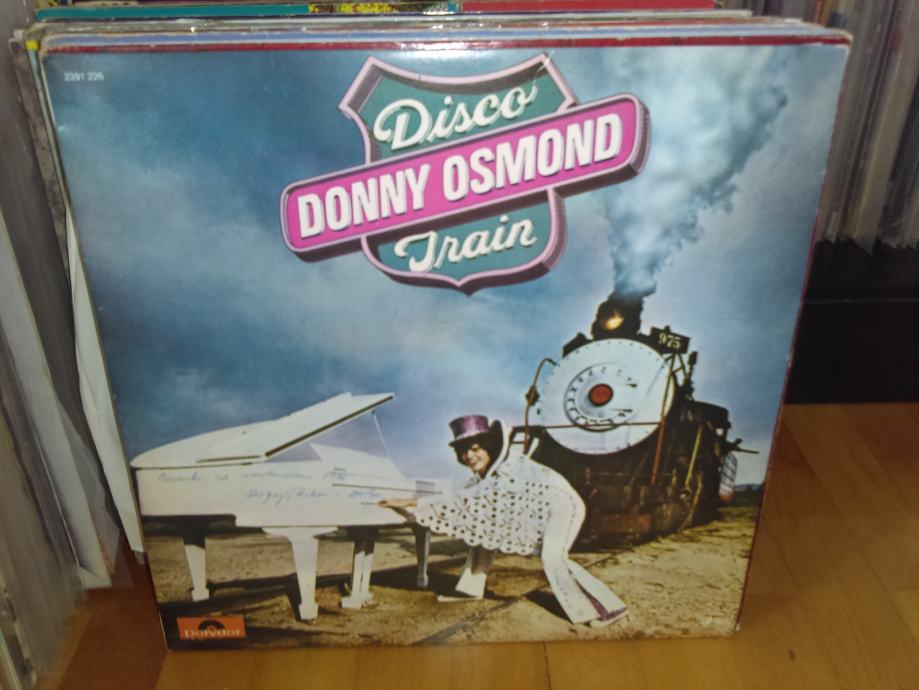 2391 226
Disco
DONNY OSMOND
Train
975
Polydor